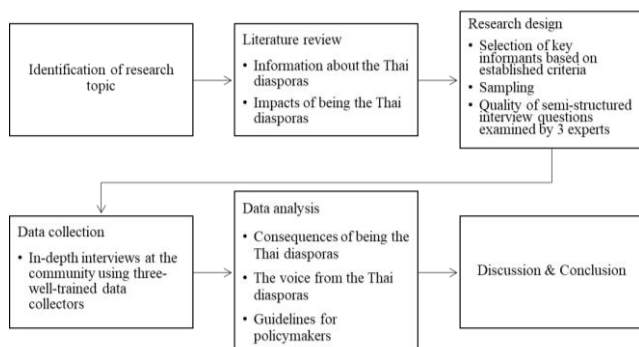 Identification of research
topic
Literature review
• Information about the Thai
diasporas
• Impacts of being the Thai
diasporas
Research design
• Selection of key
informants based on
established criteria
• Sampling
• Quality of semi-structured
interview questions
examined by 3 experts
Data collection
• In-depth interviews at the
community using three-
well-trained data
collectors
Data analysis
• Consequences of being the
Thai diasporas
• The voice from the Thai
diasporas
• Guidelines for
policymakers
Discussion & Conclusion